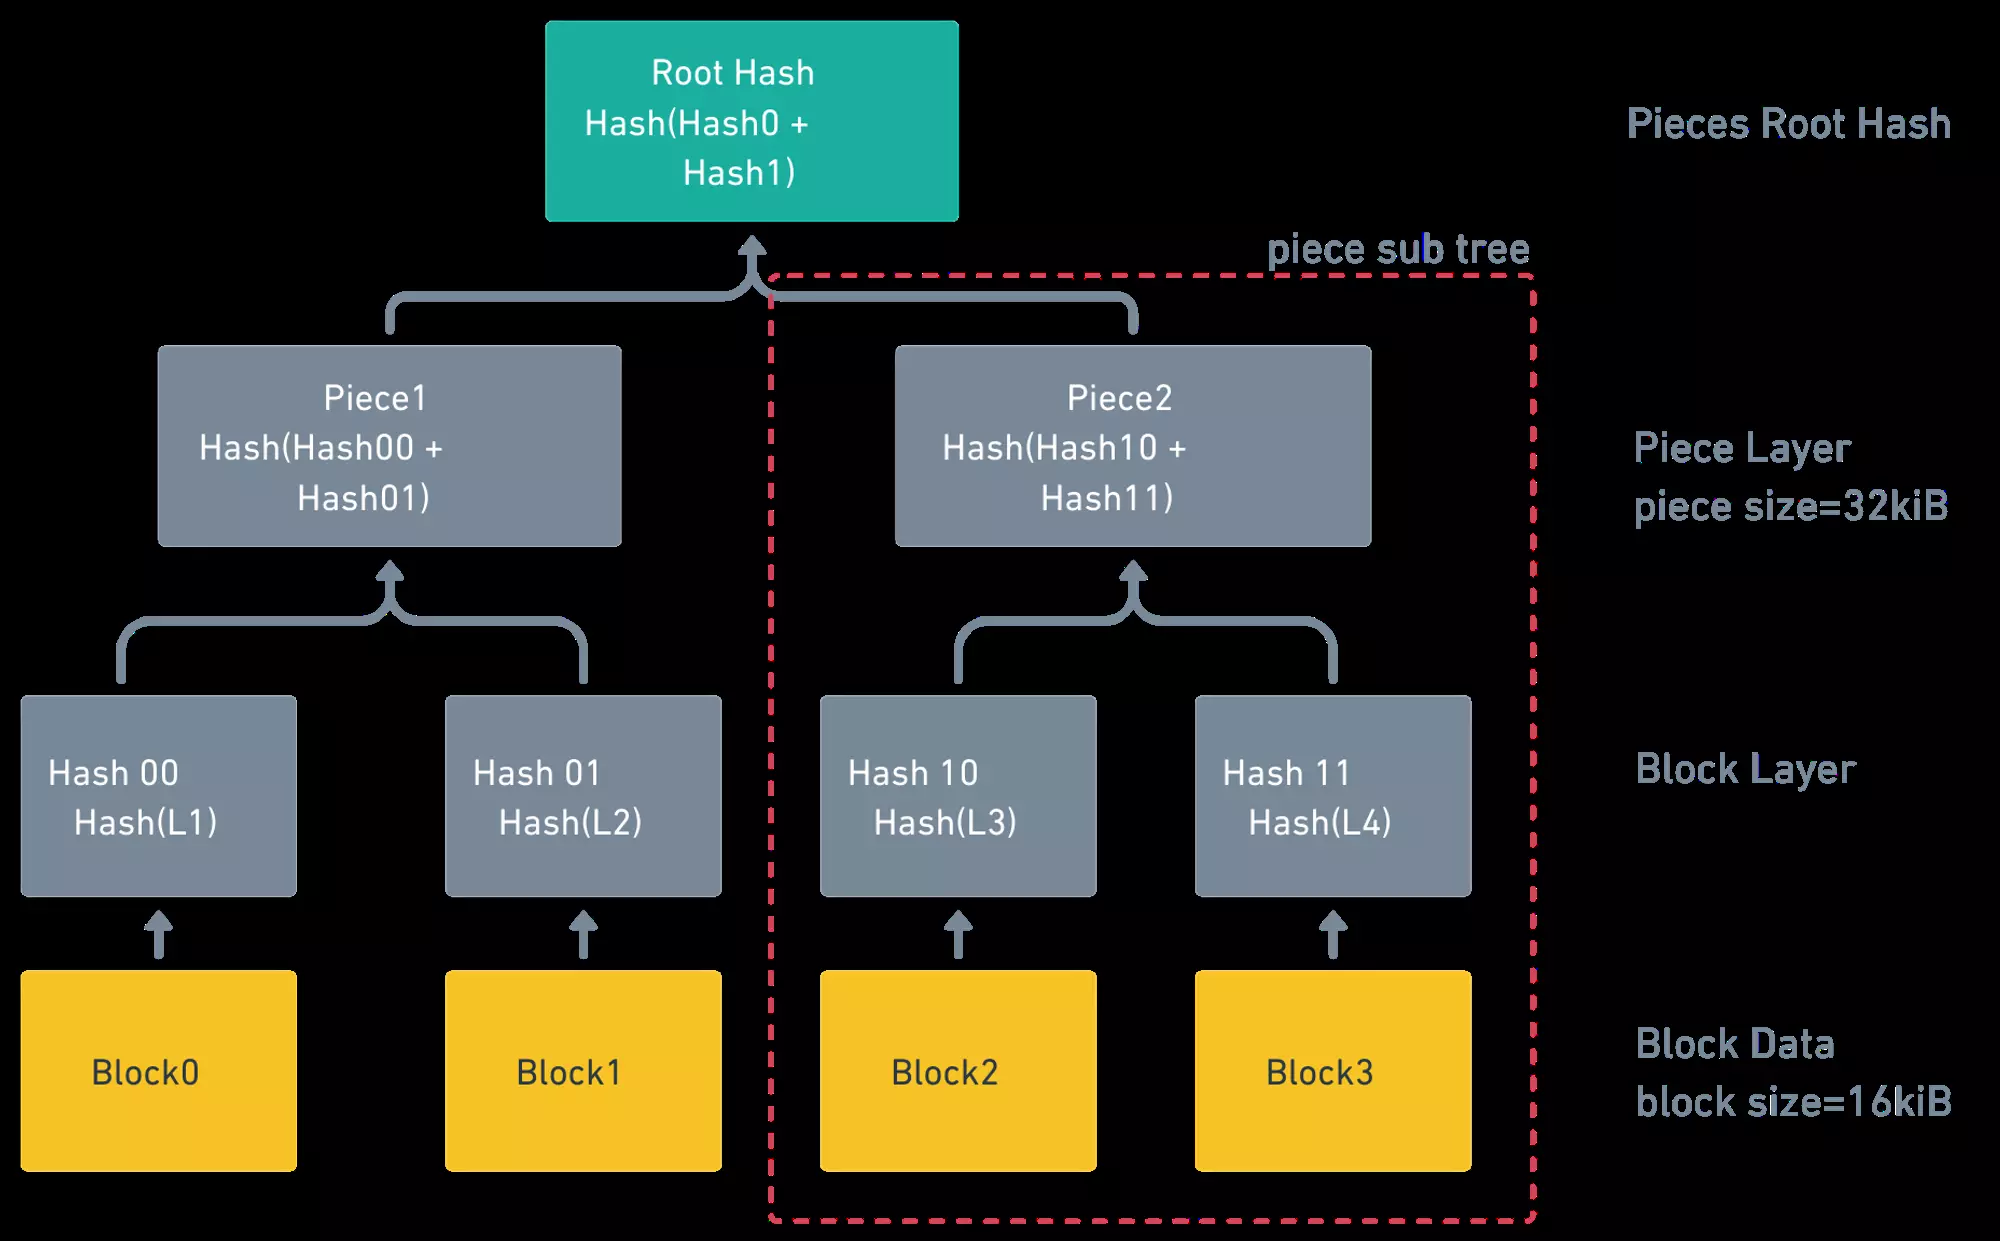 Root Hash
Hash(Hash0 +
Hash1)
Pieces Root Hash
piece sub tree
Piece1
Hash(Hash00 +
Hash01)
Piece2
Hash(Hash10 +
Hash11)
Piece Layer
piece size=32kiB
Hash 00
Hash(L1)
Hash 01
Hash(L2)
Hash 10
Hash(L3)
Hash 11
Hash(L4)
Block Layer
Block0
Block1
Block2
Block3
Block Data
block size=16kiB